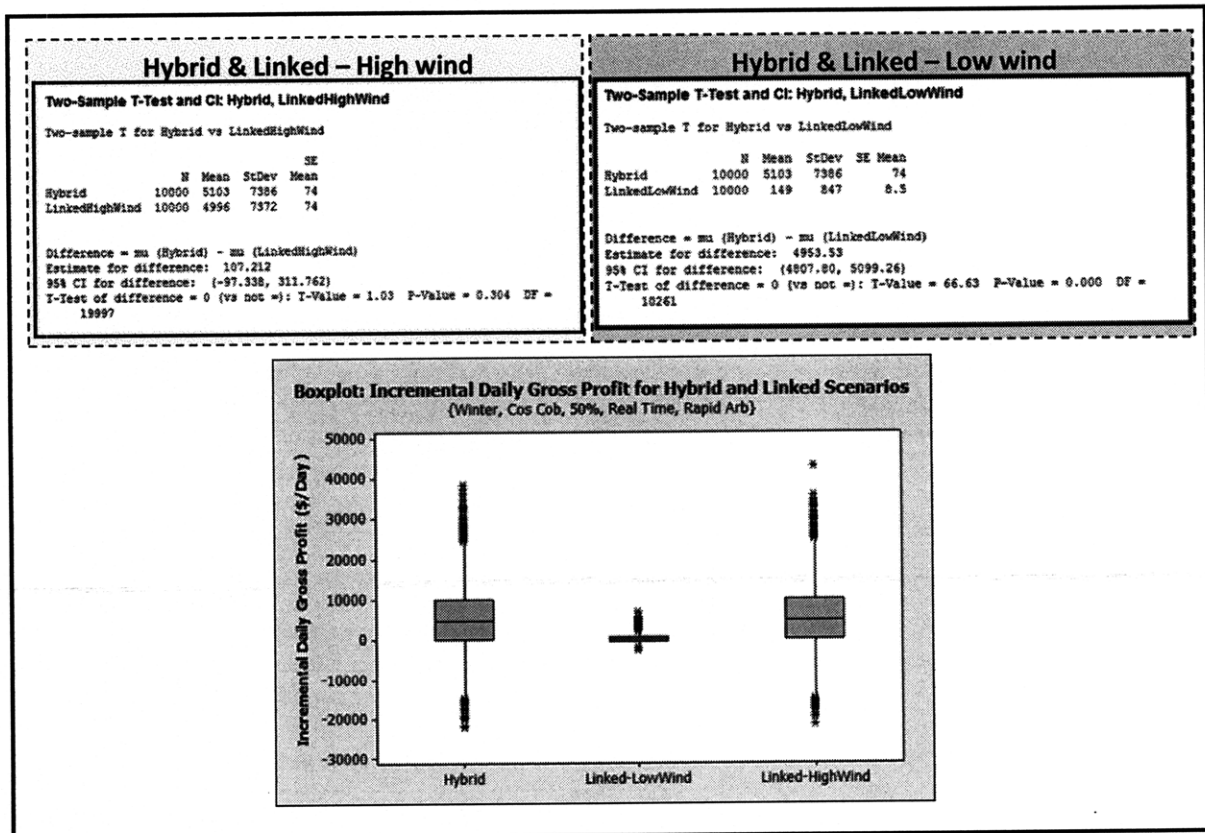 Hybrid & Linked – High wind
Two-Sample T-Test and CI: Hybrid, LinkedHighWind
Two-sample T for Hybrid vs LinkedHighWind
SE
N Mean StDev Mean
Hybrid 10000 5103 7386 74
LinkedHighWind 10000 4996 7372 74
Difference = mu (Hybrid) - mu (LinkedHighWind)
Estimate for difference: 107.212
95% CI for difference: (-97.338, 311.762)
T-Test of difference = 0 (vs not =): T-Value = 1.03 P-Value = 0.304 DF =
19997
Hybrid & Linked – Low wind
Two-Sample T-Test and CI: Hybrid, LinkedLowWind
Two-sample T for Hybrid vs LinkedLowWind
N Mean StDev SE Mean
Hybrid 10000 5103 7386 74
LinkedLowWind 10000 149 847 8.5
Difference = mu (Hybrid) - mu (LinkedLowWind)
Estimate for difference: 4953.53
95% CI for difference: (4807.80, 5099.26)
T-Test of difference = 0 (vs not =): T-Value = 66.63 P-Value = 0.000 DF =
10261
Boxplot: Incremental Daily Gross Profit for Hybrid and Linked Scenarios
{Winter, Cos Cob, 50%, Real Time, Rapid Arb}
Incremental Daily Gross Profit ($/Day)
50000
40000
30000
20000
10000
0
-10000
-20000
-30000
Hybrid Linked-LowWind Linked-HighWind